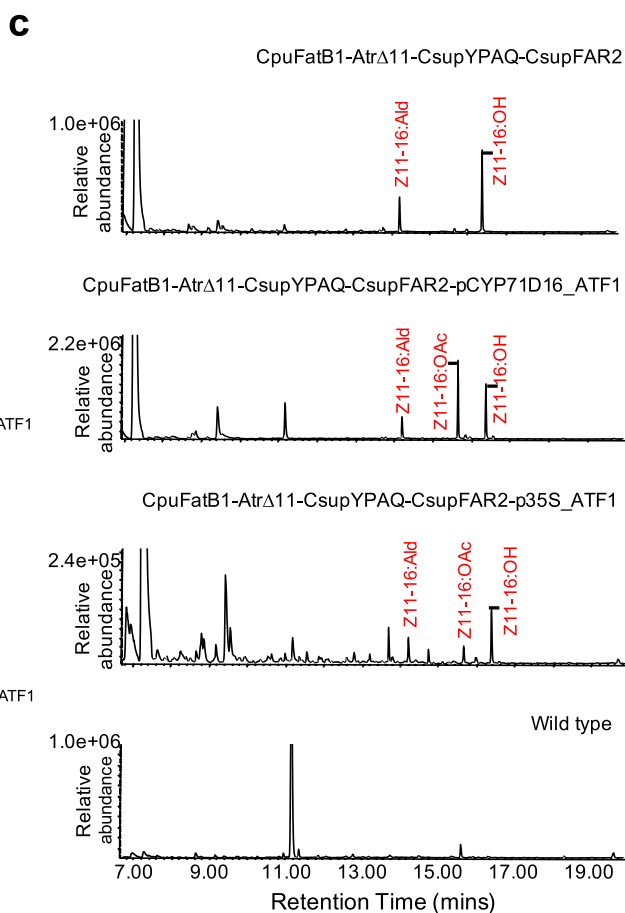 c
CpuFatB1-AtrΔ11-CsupYPAQ-CsupFAR2
1.0e+06
Relative
abundance
Z11-16:Ald
Z11-16:OH
CpuFatB1-AtrΔ11-CsupYPAQ-CsupFAR2-pCYP71D16_ATF1
2.2e+06
Relative
abundance
Z11-16:Ald
Z11-16:OAc
Z11-16:OH
ATF1
CpuFatB1-AtrΔ11-CsupYPAQ-CsupFAR2-p35S_ATF1
2.4e+05
Relative
abundance
Z11-16:Ald
Z11-16:OAc
Z11-16:OH
ATF1
Wild type
1.0e+06
Relative
abundance
7.00 9.00 11.00 13.00 15.00 17.00 19.00
Retention Time (mins)